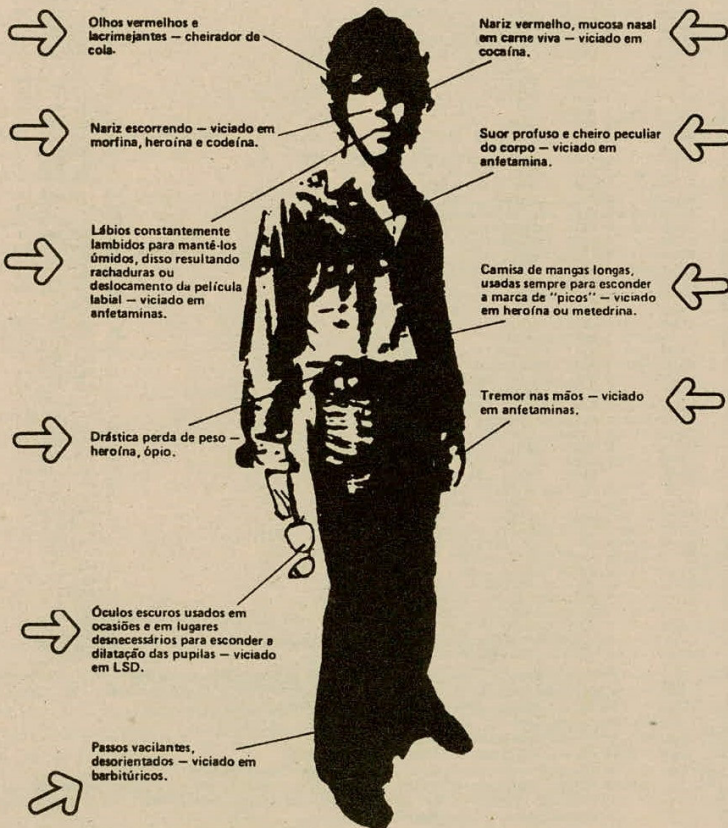 Olhos vermelhos e
lacrimejantes — cheirador de
cola.
Nariz escorrendo — viciado em
morfina, heroína e codeína.
Lábios constantemente
lambidos para mantê-los
úmidos, disso resultando
rachaduras ou
deslocamento da película
labial — viciado em
anfetaminas.
Drástica perda de peso —
heroína, ópio.
Óculos escuros usados em
ocasiões e em lugares
desnecessários para esconder a
dilatação das pupilas — viciado
em LSD.
Passos vacilantes,
desorientados — viciado em
barbitúricos.
Nariz vermelho, mucosa nasal
em carne viva — viciado em
cocaína.
Suor profuso e cheiro peculiar
do corpo — viciado em
anfetamina.
Camisa de mangas longas,
usadas sempre para esconder
a marca de "picos" — viciado
em heroína ou metedrina.
Tremor nas mãos — viciado
em anfetaminas.